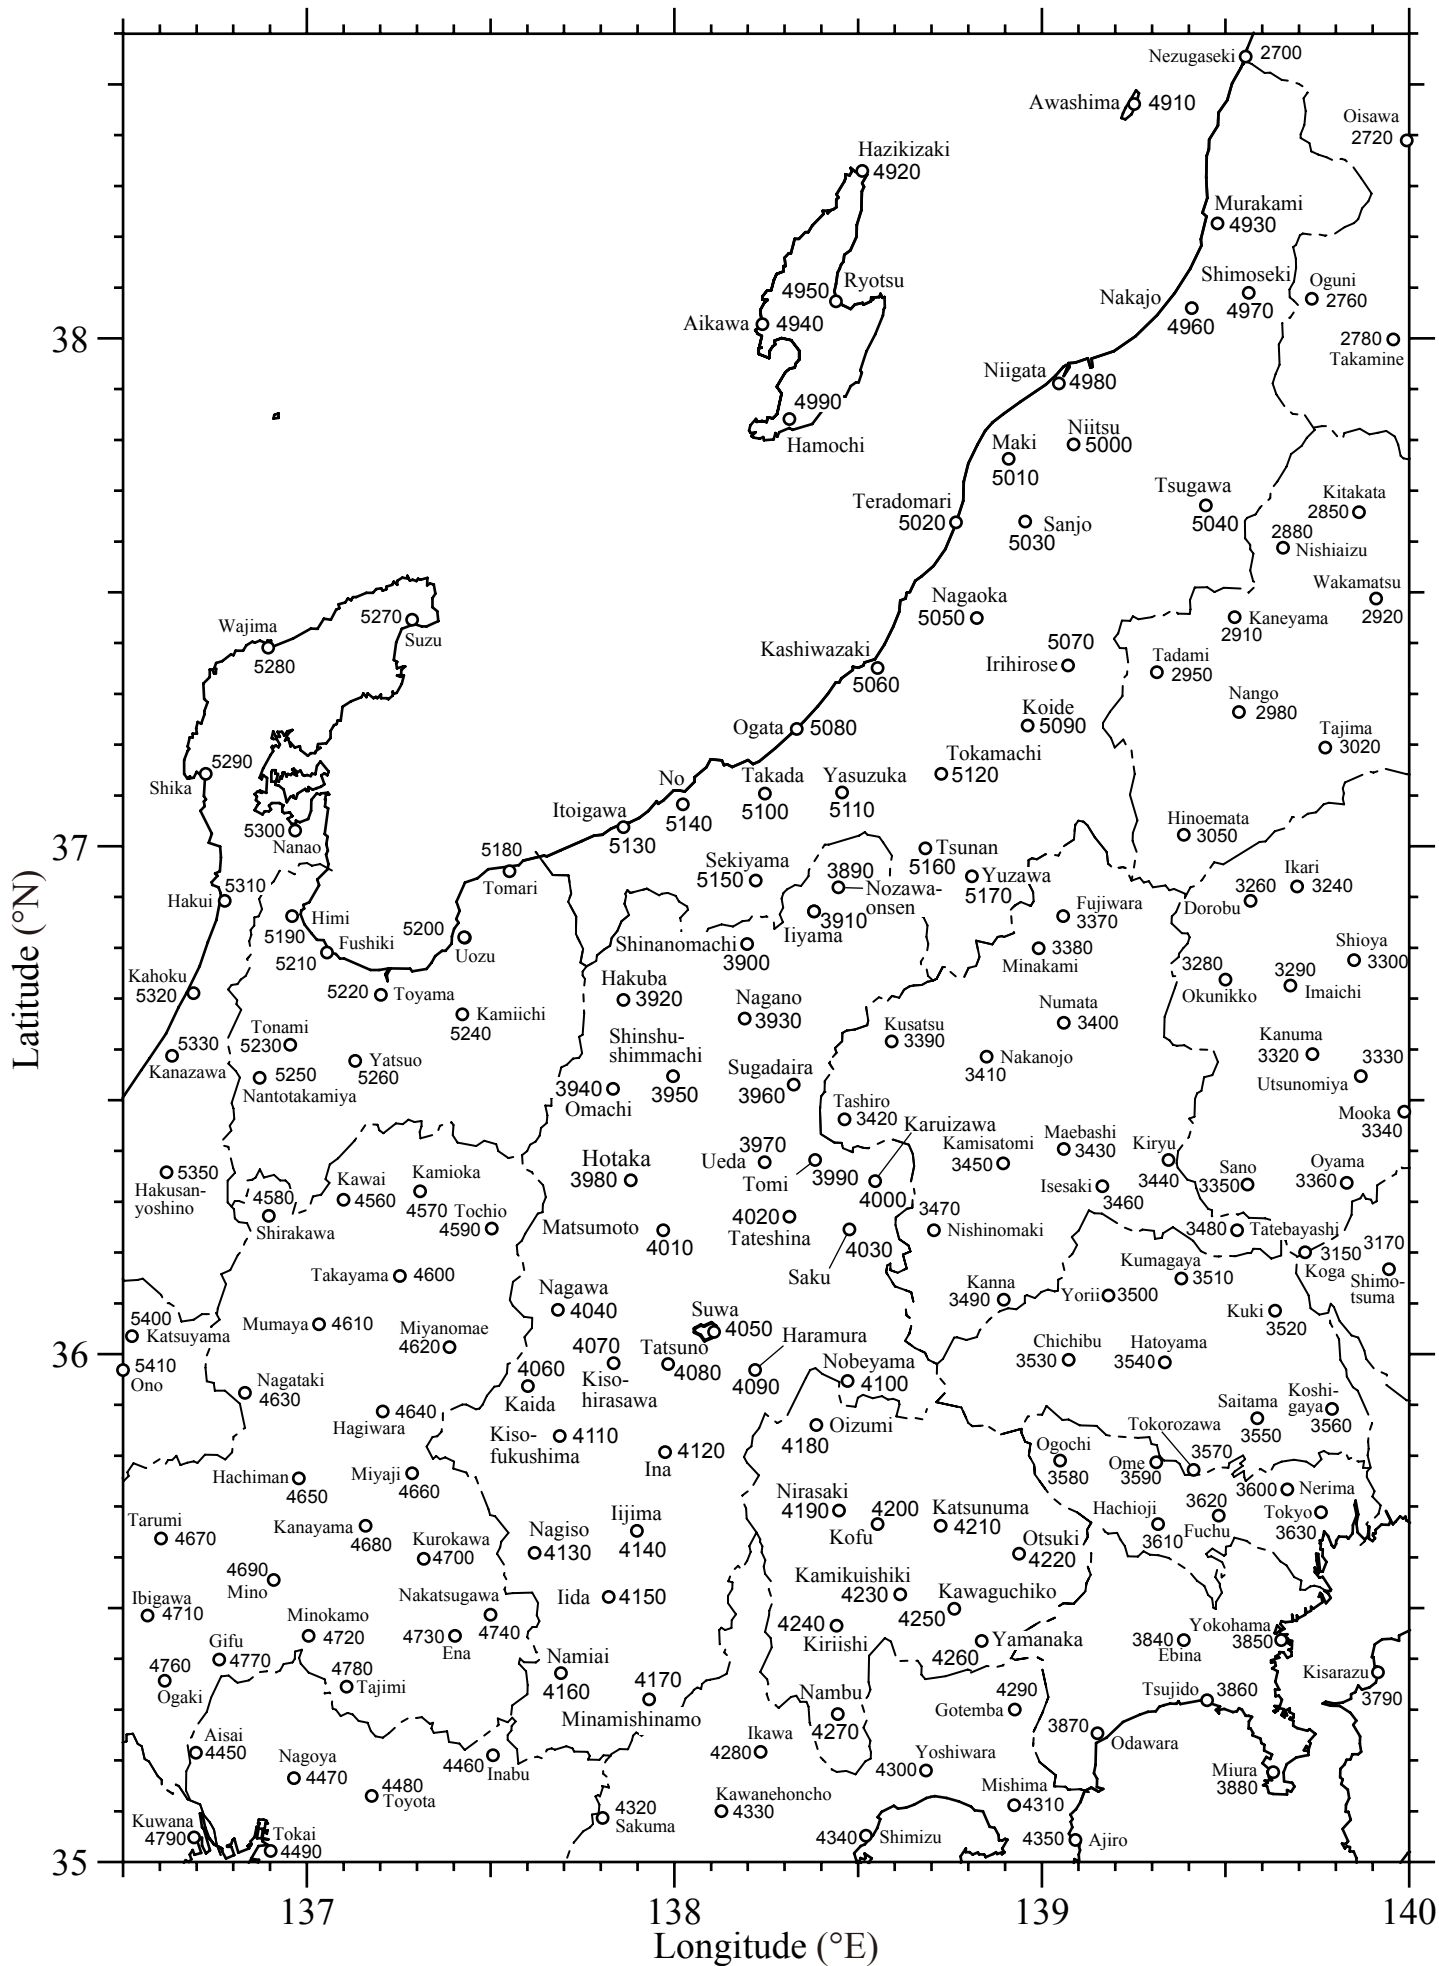 Nezugaseki 2700
Awashima 4910
Oisawa
2720
Hazikizaki
4920
Murakami
4930
Shimoseki
4970
Oguni
2760
Ryotsu
4950
Nakajo
4960
Aikawa 4940
38
2780
Takamine
Niigata 4980
4990
Hamochi
Niitsu
5000
Maki
5010
Tsugawa
5040
Kitakata
2850
Teradomari
5020
Sanjo
5030
2880
Nishiaizu
Wakamatsu
2920
Nagaoka
5050
Kaneyama
2910
5270
Suzu
Wajima
5280
Kashiwazaki
5060
5070
Irihirose
Tadami
2950
Nango
2980
Koide
5090
Ogata 5080
Tajima
3020
Tokamachi
5120
5290
Shika
No
5140
Takada
5100
Yasuzuka
5110
Itoigawa
5130
Hinoemata
3050
5300
Nanao
37
5180
Tomari
Sekiyama
5150
3890
Nozawa-
onsen
Tsunan
5160
Yuzawa
5170
Ikari
3240
3260
Dorobu
5310
Hakui
Himi
5190
Fushiki
5210
5200
Uozu
3910
Iiyama
Fujiwara
3370
Shinanomachi
3900
3380
Minakami
Shioya
3300
Kahoku
5320
5220
Toyama
Hakuba
3920
3280
Okunikko
3290
Imaichi
Kamiichi
5240
Nagano
3930
Numata
3400
Tonami
5230
5330
Kanazawa
Yatsuo
5260
Shinshu-
shimmachi
3950
Kusatsu
3390
Nakanojo
3410
Kanuma
3320
3330
Utsunomiya
5250
Nantotakamiya
3940
Omachi
Sugadaira
3960
Tashiro
3420
Mooka
3340
Karuizawa
4000
Kamisatomi
3450
Maebashi
3430
Kiryu
3440
5350
Hakusan-
yoshino
Kawai
4560
Kamioka
4570
Hotaka
3980
3970
Ueda
Tomi
3990
Isesaki
3460
Sano
3350
Oyama
3360
4580
Shirakawa
Tochio
4590
Matsumoto
4010
4020
Tateshina
Saku
4030
3470
Nishinomaki
3480
Tatebayashi
3150
Koga
3170
Shimo-
tsuma
Takayama 4600
Kumagaya
3510
Nagawa
4040
Kanna
3490
Yorii 3500
Kuki
3520
5400
Katsuyama
Mumaya 4610
Miyanomae
4620
Suwa
4050
36
5410
Ono
4070
Kiso-
hirasawa
Tatsuno
4080
Haramura
4090
Nobeyama
4100
Chichibu
3530
Hatoyama
3540
Nagataki
4630
4060
Kaida
4640
Hagiwara
Oizumi
4180
Saitama
3550
Koshi-
gaya
3560
Kiso-
fukushima
4110
4120
Ina
Ogochi
3580
Tokorozawa
3570
Ome
3590
Hachiman
4650
Miyaji
4660
3600
Nerima
Tarumi
4670
Kanayama
4680
Nirasaki
4190
4200
Kofu
Katsunuma
4210
Hachioji
3610
3620
Fuchu
Tokyo
3630
Iijima
4140
Kurokawa
4700
Nagiso
4130
Otsuki
4220
4690
Mino
Ibigawa
4710
Nakatsugawa
4740
Iida 4150
Kamikuishiki
4230
Kawaguchiko
4250
Minokamo
4720
4730
Ena
4240
Kiriishi
Yamanaka
4260
3840
Ebina
Yokohama
3850
Gifu
4770
4760
Ogaki
4780
Tajimi
Namiai
4160
4170
Minamishinamo
Nambu
4270
4290
Gotemba
Kisarazu
3790
Tsujido 3860
3870
Odawara
Aisai
4450
4460
Inabu
Ikawa
4280
Nagoya
4470
4480
Toyota
Yoshiwara
4300
Miura
3880
Mishima
4310
Kawanehoncho
4330
4320
Sakuma
Kuwana
4790
Tokai
4490
4340 Shimizu
4350 Ajiro
35
137 138 139 140
Longitude (°E)
Latitude (°N)